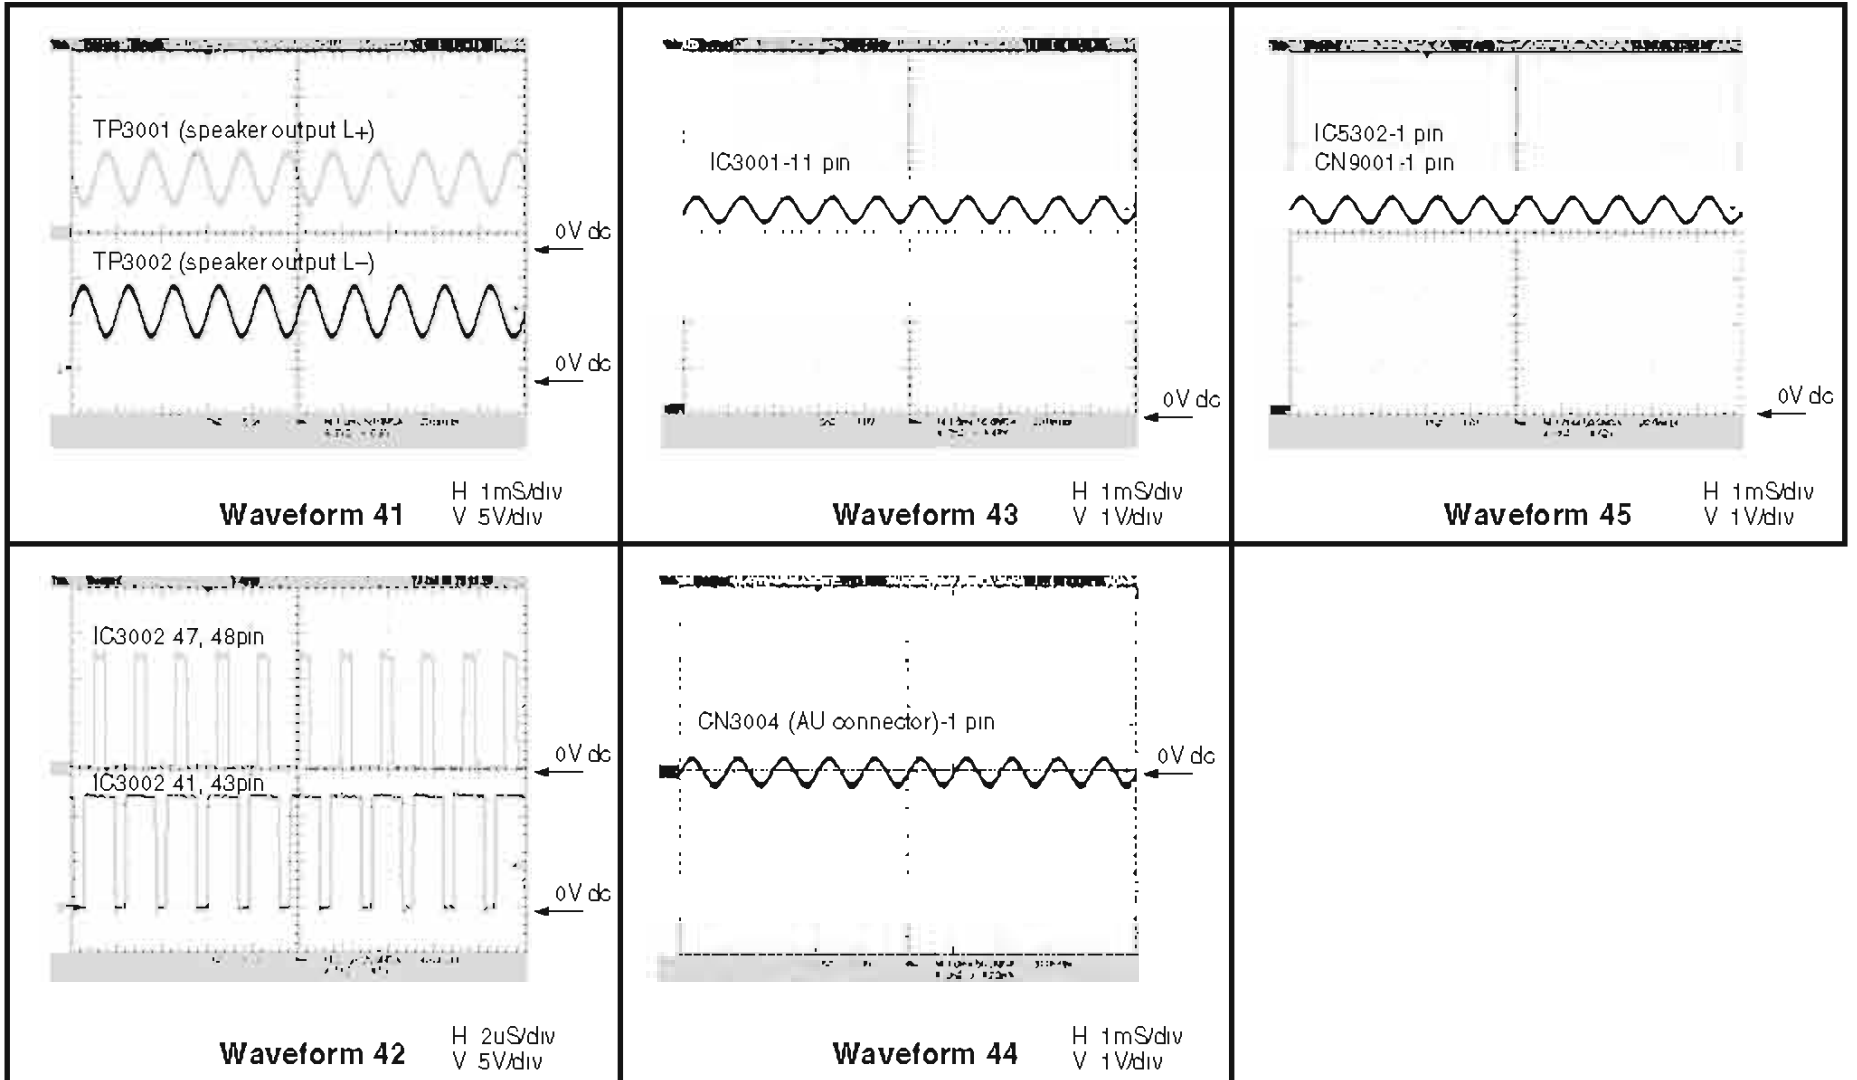 TP3001 (speaker output L+)
0V dc
TP3002 (speaker output L−)
0V dc
Waveform 41
H 1mS/div
V 5V/div
IC3001-11 pin
0V dc
Waveform 43
H 1mS/div
V 1V/div
IC5302-1 pin
CN9001-1 pin
0V dc
Waveform 45
H 1mS/div
V 1V/div
IC3002 47, 48pin
0V dc
IC3002 41, 43pin
0V dc
Waveform 42
H 2uS/div
V 5V/div
CN3004 (AU connector)-1 pin
0V dc
Waveform 44
H 1mS/div
V 1V/div